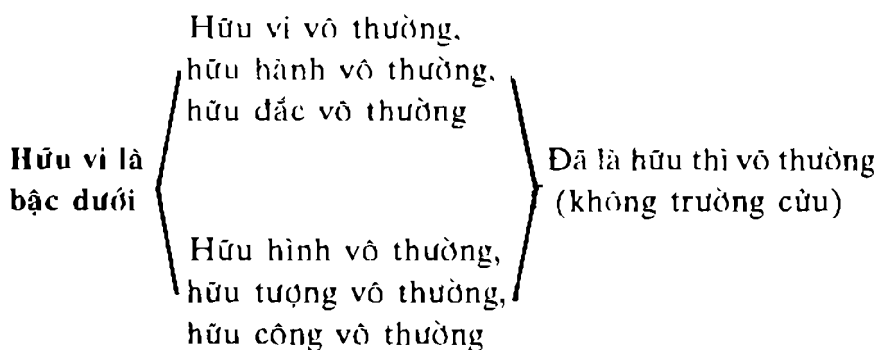 Hữu vi vô thường.
hữu hành vô thường.
hữu đắc vô thường
Hữu vi là
bậc dưới
Đã là hữu thì vô thường
(không trường cửu)
Hữu hình vô thường,
hữu tượng vô thường,
hữu công vô thường